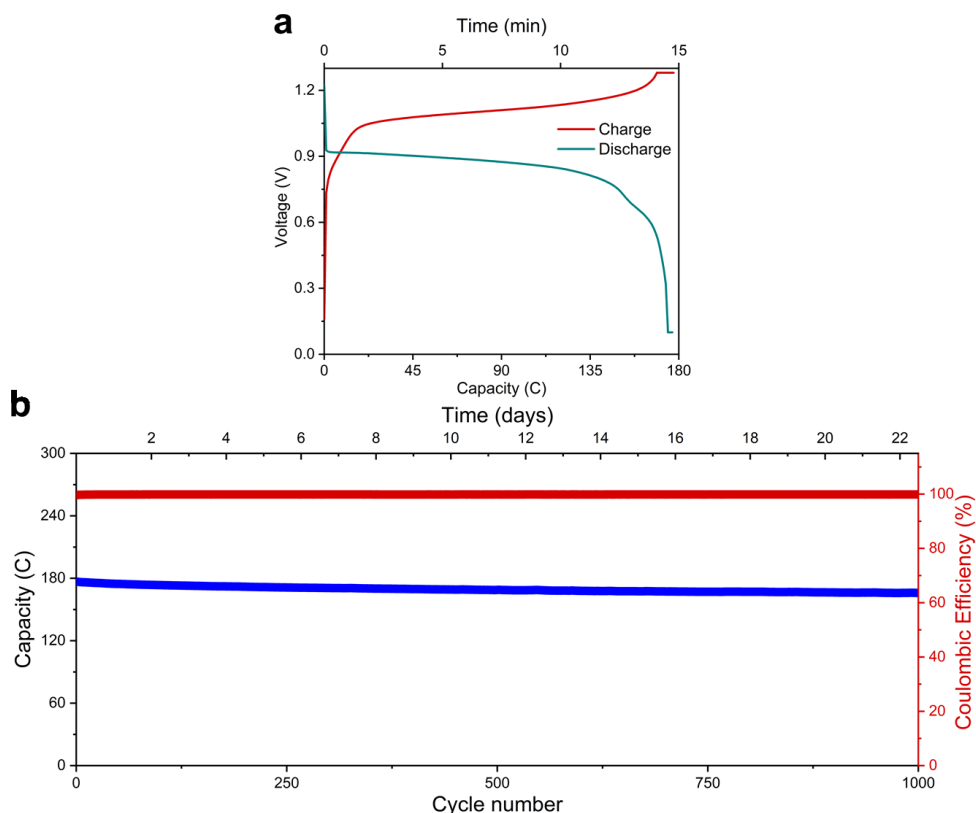 a
Time (min)
0 5 10 15
Voltage (V)
1.2
0.9
0.6
0.3
0.0
Charge
Discharge
0 45 90 135 180
Capacity (C)
b
Time (days)
2 4 6 8 10 12 14 16 18 20 22
Capacity (C)
300
240
180
120
60
0
100
80
60
40
20
0
Coulombic Efficiency (%)
0 250 500 750 1000
Cycle number